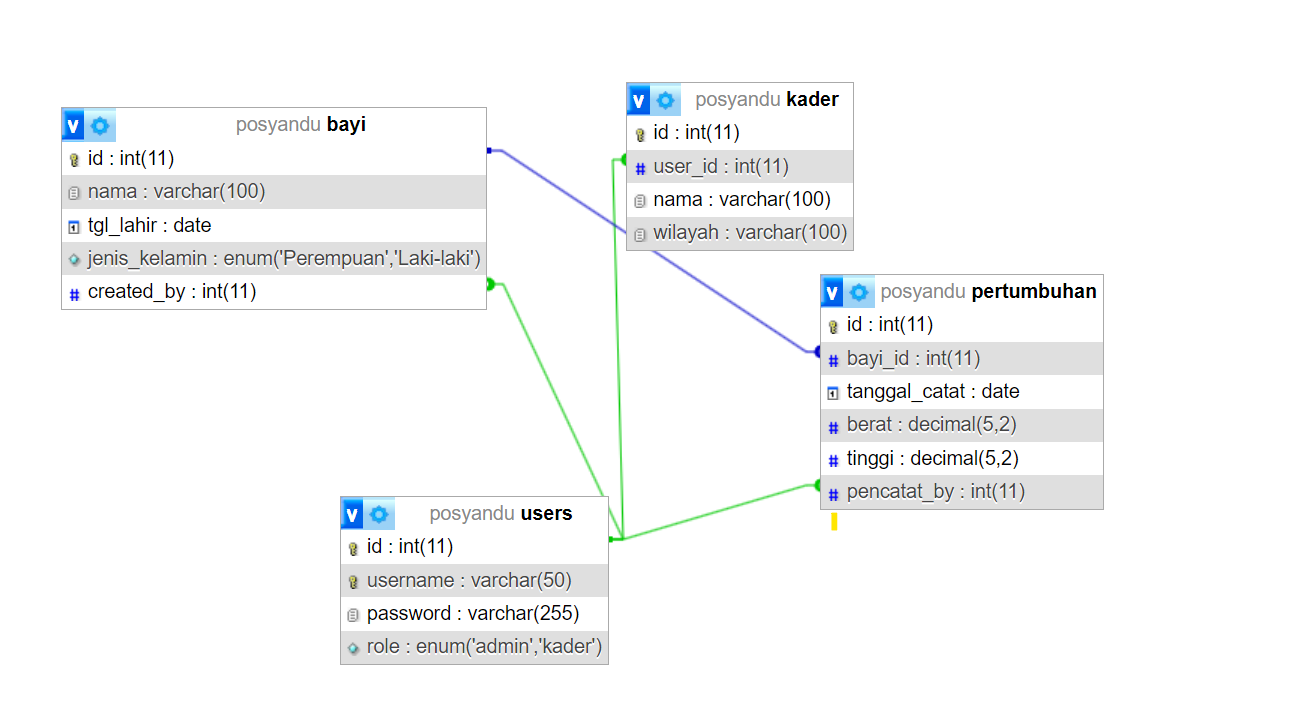 posyandu bayi
id : int(11)
nama : varchar(100)
tgl_lahir : date
jenis_kelamin : enum('Perempuan','Laki-laki')
created_by : int(11)
posyandu kader
id : int(11)
user_id : int(11)
nama : varchar(100)
wilayah : varchar(100)
posyandu pertumbuhan
id : int(11)
bayi_id : int(11)
tanggal_catat : date
berat : decimal(5,2)
tinggi : decimal(5,2)
pencatat_by : int(11)
posyandu users
id : int(11)
username : varchar(50)
password : varchar(255)
role : enum('admin','kader')